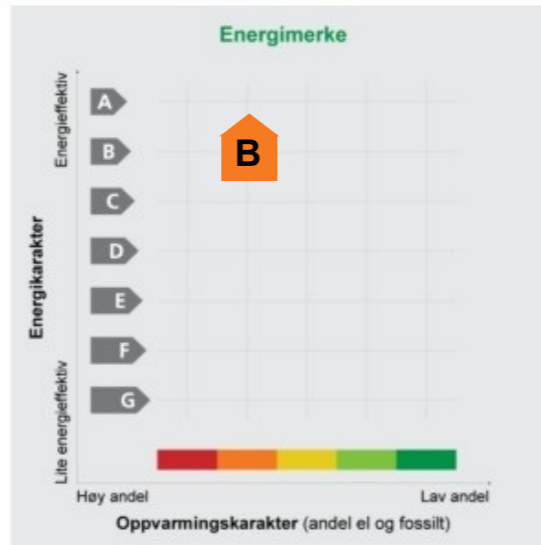 Energimerke
Energieffektiv
A
B
B
C
D
Energikarakter
E
F
Lite energieffektiv
G
Høy andel
Lav andel
Oppvarmingskarakter (andel el og fossilt)